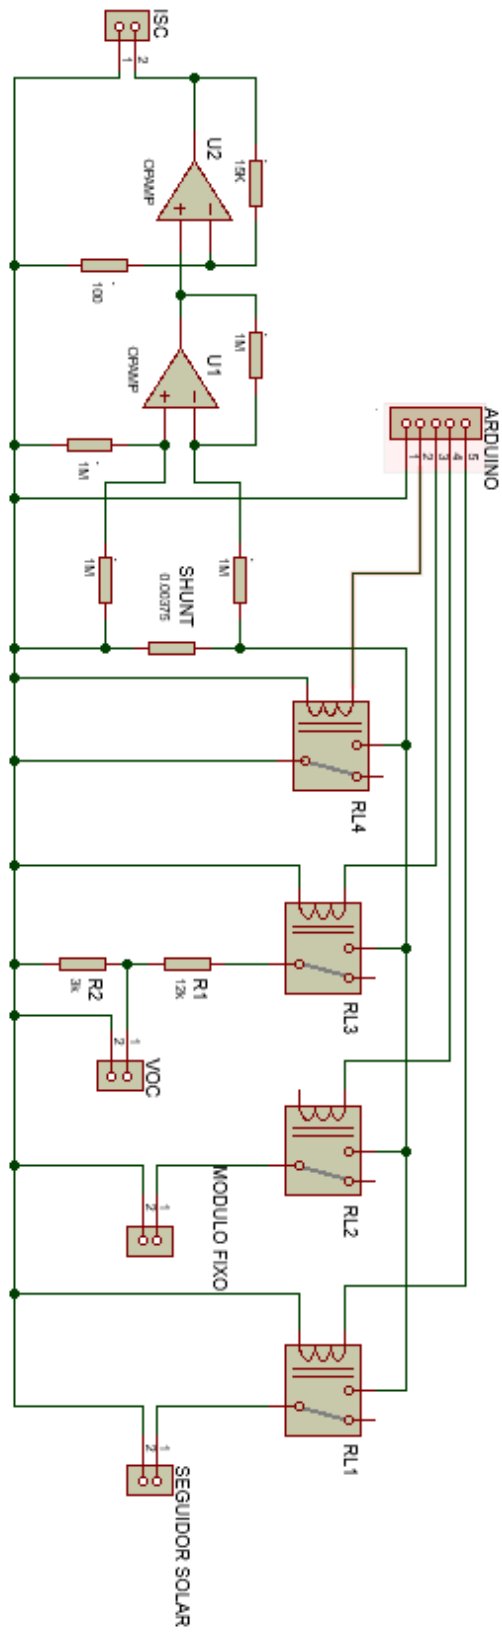 ISC
1
2
U2
OPAMP
15K
100
U1
OPAMP
1M
1M
ARDUINO
1
2
3
4
5
1M
SHUNT
0.00375
1M
RL4
RL3
R2
3k
R1
12k
VOC
2
1
RL2
MODULO FIXO
2
1
RL1
SEGUIDOR SOLAR
2
1